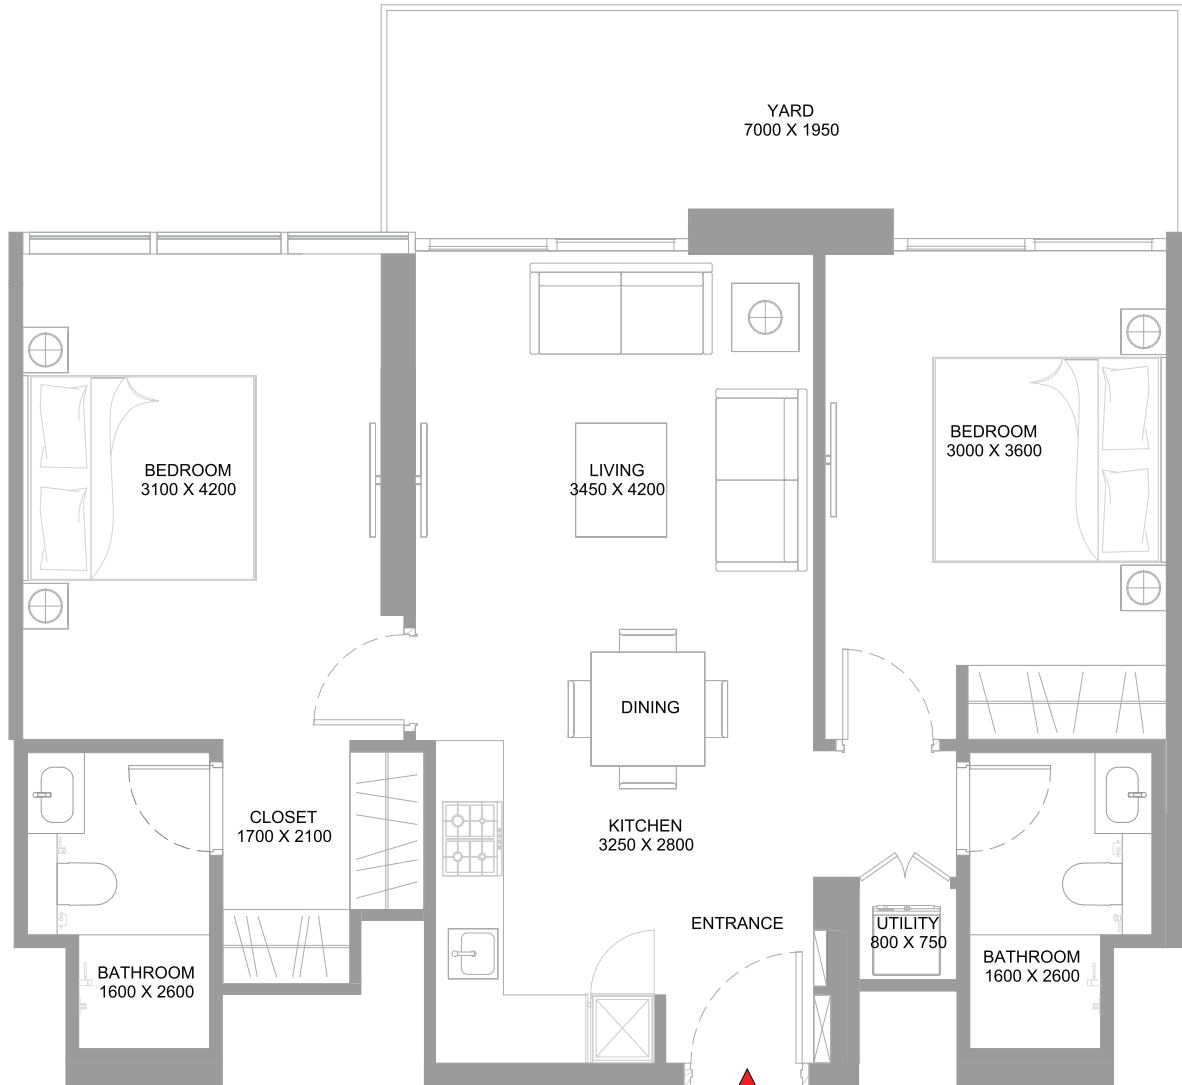 YARD
7000 X 1950
BEDROOM
3100 X 4200
LIVING
3450 X 4200
BEDROOM
3000 X 3600
DINING
CLOSET
1700 X 2100
KITCHEN
3250 X 2800
ENTRANCE
UTILITY
800 X 750
BATHROOM
1600 X 2600
BATHROOM
1600 X 2600